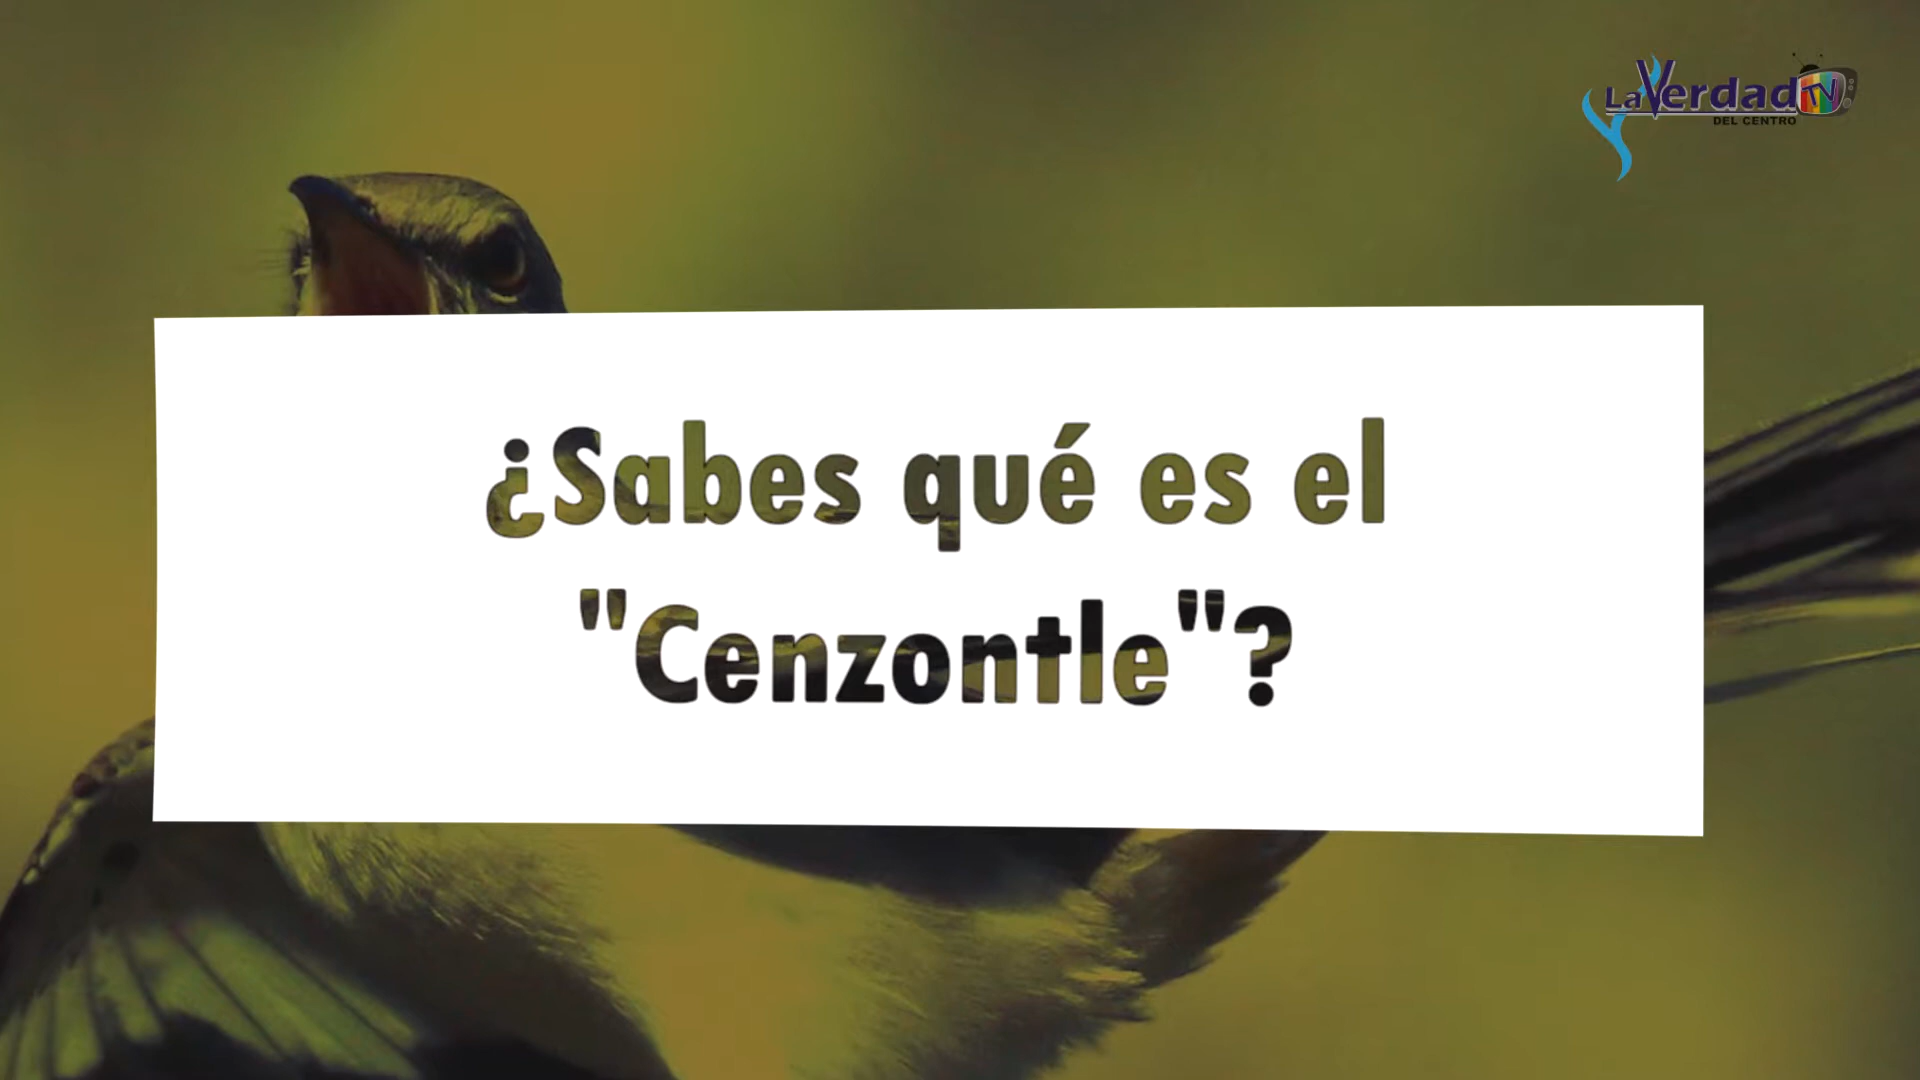 La Verdad TV
DEL CENTRO
¿Sabes qué es el
"Cenzontle"?